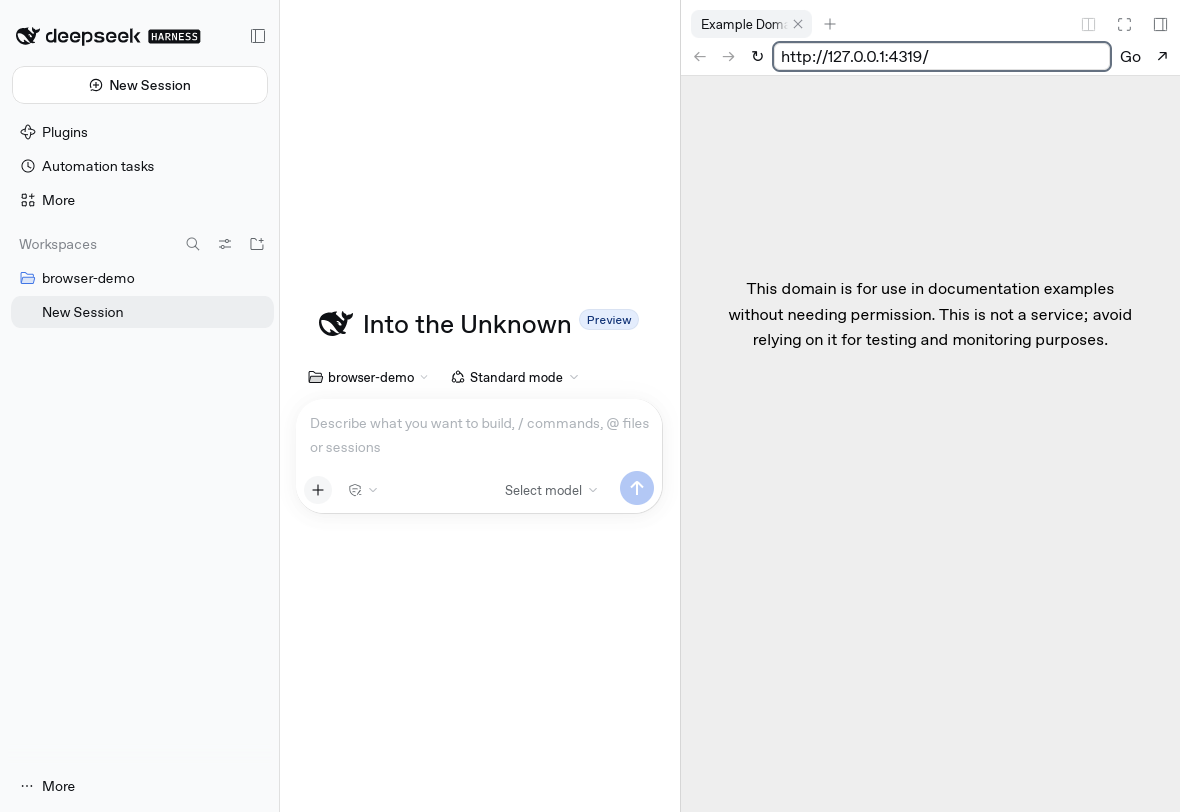 deepseek HARNESS
New Session
Plugins
Automation tasks
More
Workspaces
browser-demo
New Session
More
Into the Unknown Preview
browser-demo Standard mode
Describe what you want to build, / commands, @ files
or sessions
Select model
Example Doma
http://127.0.0.1:4319/ Go
This domain is for use in documentation examples
without needing permission. This is not a service; avoid
relying on it for testing and monitoring purposes.